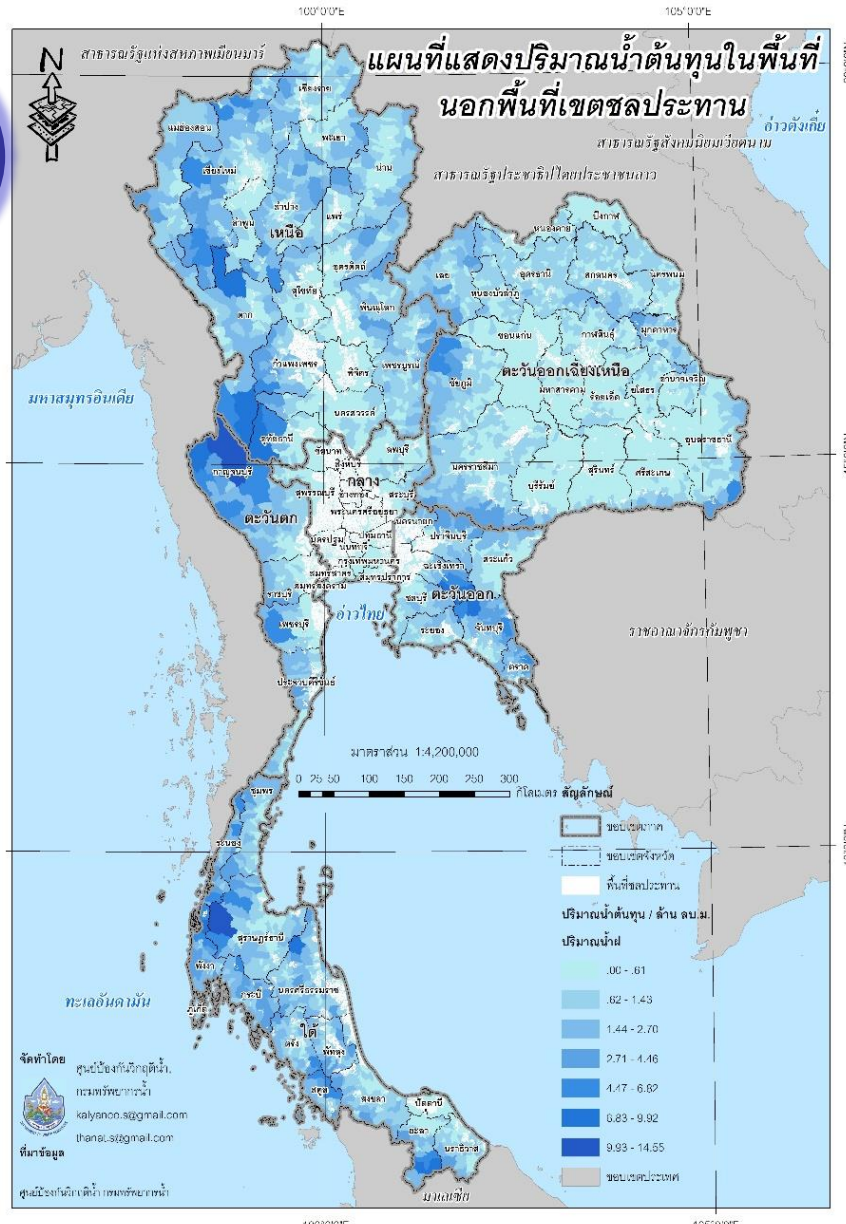 100°0'0"E
105°0'0"E
แผนที่แสดงปริมาณน้ำต้นทุนในพื้นที่
นอกพื้นที่เขตชลประทาน
N
สาธารณรัฐแห่งสหภาพเมียนมาร์
อ่าวตังเกี๋ย
สาธารณรัฐสังคมนิยมเวียดนาม
สาธารณรัฐประชาธิปไตยประชาชนลาว
เชียงราย
แม่ฮ่องสอน
พะเยา
น่าน
เชียงใหม่
ลำปาง
ลำพูน
แพร่
เหนือ
อุตรดิตถ์
สุโขทัย
ตาก
พิษณุโลก
กำแพงเพชร
พิจิตร
เพชรบูรณ์
นครสวรรค์
อุทัยธานี
บึงกาฬ
หนองคาย
เลย
อุดรธานี
สกลนคร
นครพนม
หนองบัวลำภู
ขอนแก่น
กาฬสินธุ์
มุกดาหาร
ชัยภูมิ
ตะวันออกเฉียงเหนือ
มหาสารคาม
ร้อยเอ็ด
ยโสธร
อำนาจเจริญ
อุบลราชธานี
นครราชสีมา
บุรีรัมย์
สุรินทร์
ศรีสะเกษ
มหาสมุทรอินเดีย
กาญจนบุรี
ชัยนาท
สิงห์บุรี
ลพบุรี
กลาง
สุพรรณบุรี
อ่างทอง
สระบุรี
พระนครศรีอยุธยา
นครนายก
ตะวันตก
นครปฐม
ปทุมธานี
นนทบุรี
กรุงเทพมหานคร
สมุทรสาคร
สมุทรปราการ
สมุทรสงคราม
ราชบุรี
เพชรบุรี
ประจวบคีรีขันธ์
ปราจีนบุรี
สระแก้ว
ฉะเชิงเทรา
ตะวันออก
ชลบุรี
ระยอง
จันทบุรี
ตราด
อ่าวไทย
ราชอาณาจักรกัมพูชา
มาตราส่วน 1:4,200,000
0 25 50 100 150 200 250 300
กิโลเมตร
ชุมพร
ระนอง
สุราษฎร์ธานี
พังงา
กระบี่
นครศรีธรรมราช
ภูเก็ต
ใต้
ตรัง
พัทลุง
สตูล
สงขลา
ปัตตานี
ยะลา
นราธิวาส
มาเลเซีย
ทะเลอันดามัน
สัญลักษณ์
ขอบเขตภาค
ขอบเขตจังหวัด
พื้นที่ชลประทาน
ปริมาณน้ำต้นทุน / ล้าน ลบ.ม.
ปริมาณน้ำฝ
.00 - .61
.62 - 1.43
1.44 - 2.70
2.71 - 4.46
4.47 - 6.82
6.83 - 9.92
9.93 - 14.55
ขอบเขตประเทศ
จัดทำโดย
ศูนย์ป้องกันวิกฤติน้ำ,
กรมทรัพยากรน้ำ
thanat.s@gmail.com
ที่มาข้อมูล
ศูนย์ป้องกันวิกฤติน้ำ กรมทรัพยากรน้ำ
100°0'0"E
105°0'0"E